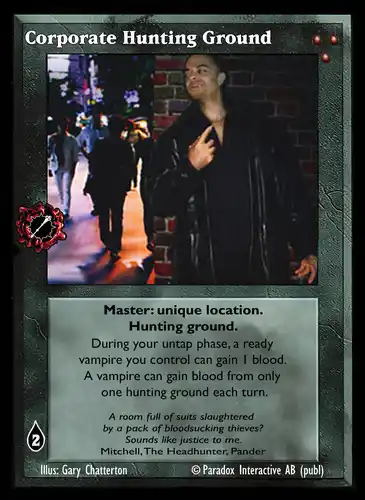 Corporate Hunting Ground
Master: unique location.
Hunting ground.
During your untap phase, a ready
vampire you control can gain 1 blood.
A vampire can gain blood from only
one hunting ground each turn.
A room full of suits slaughtered
by a pack of bloodsucking thieves?
Sounds like justice to me.
Mitchell, The Headhunter, Pander
2
Illus: Gary Chatterton
© Paradox Interactive AB (publ)